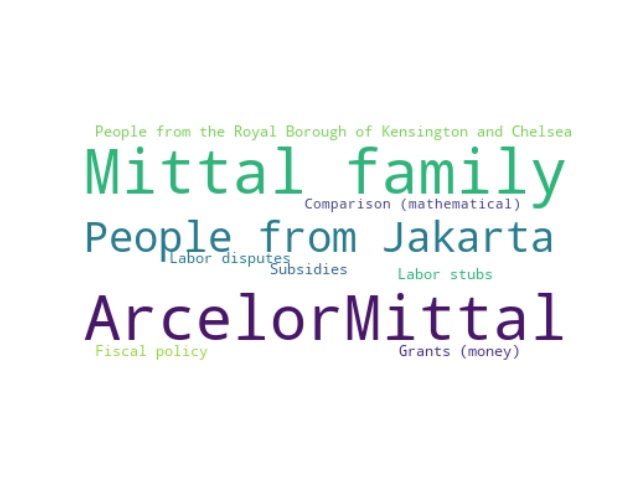 People from the Royal Borough of Kensington and Chelsea
Mittal family
Comparison (mathematical)
People from Jakarta
Labor disputes
Subsidies
Labor stubs
ArcelorMittal
Fiscal policy
Grants (money)